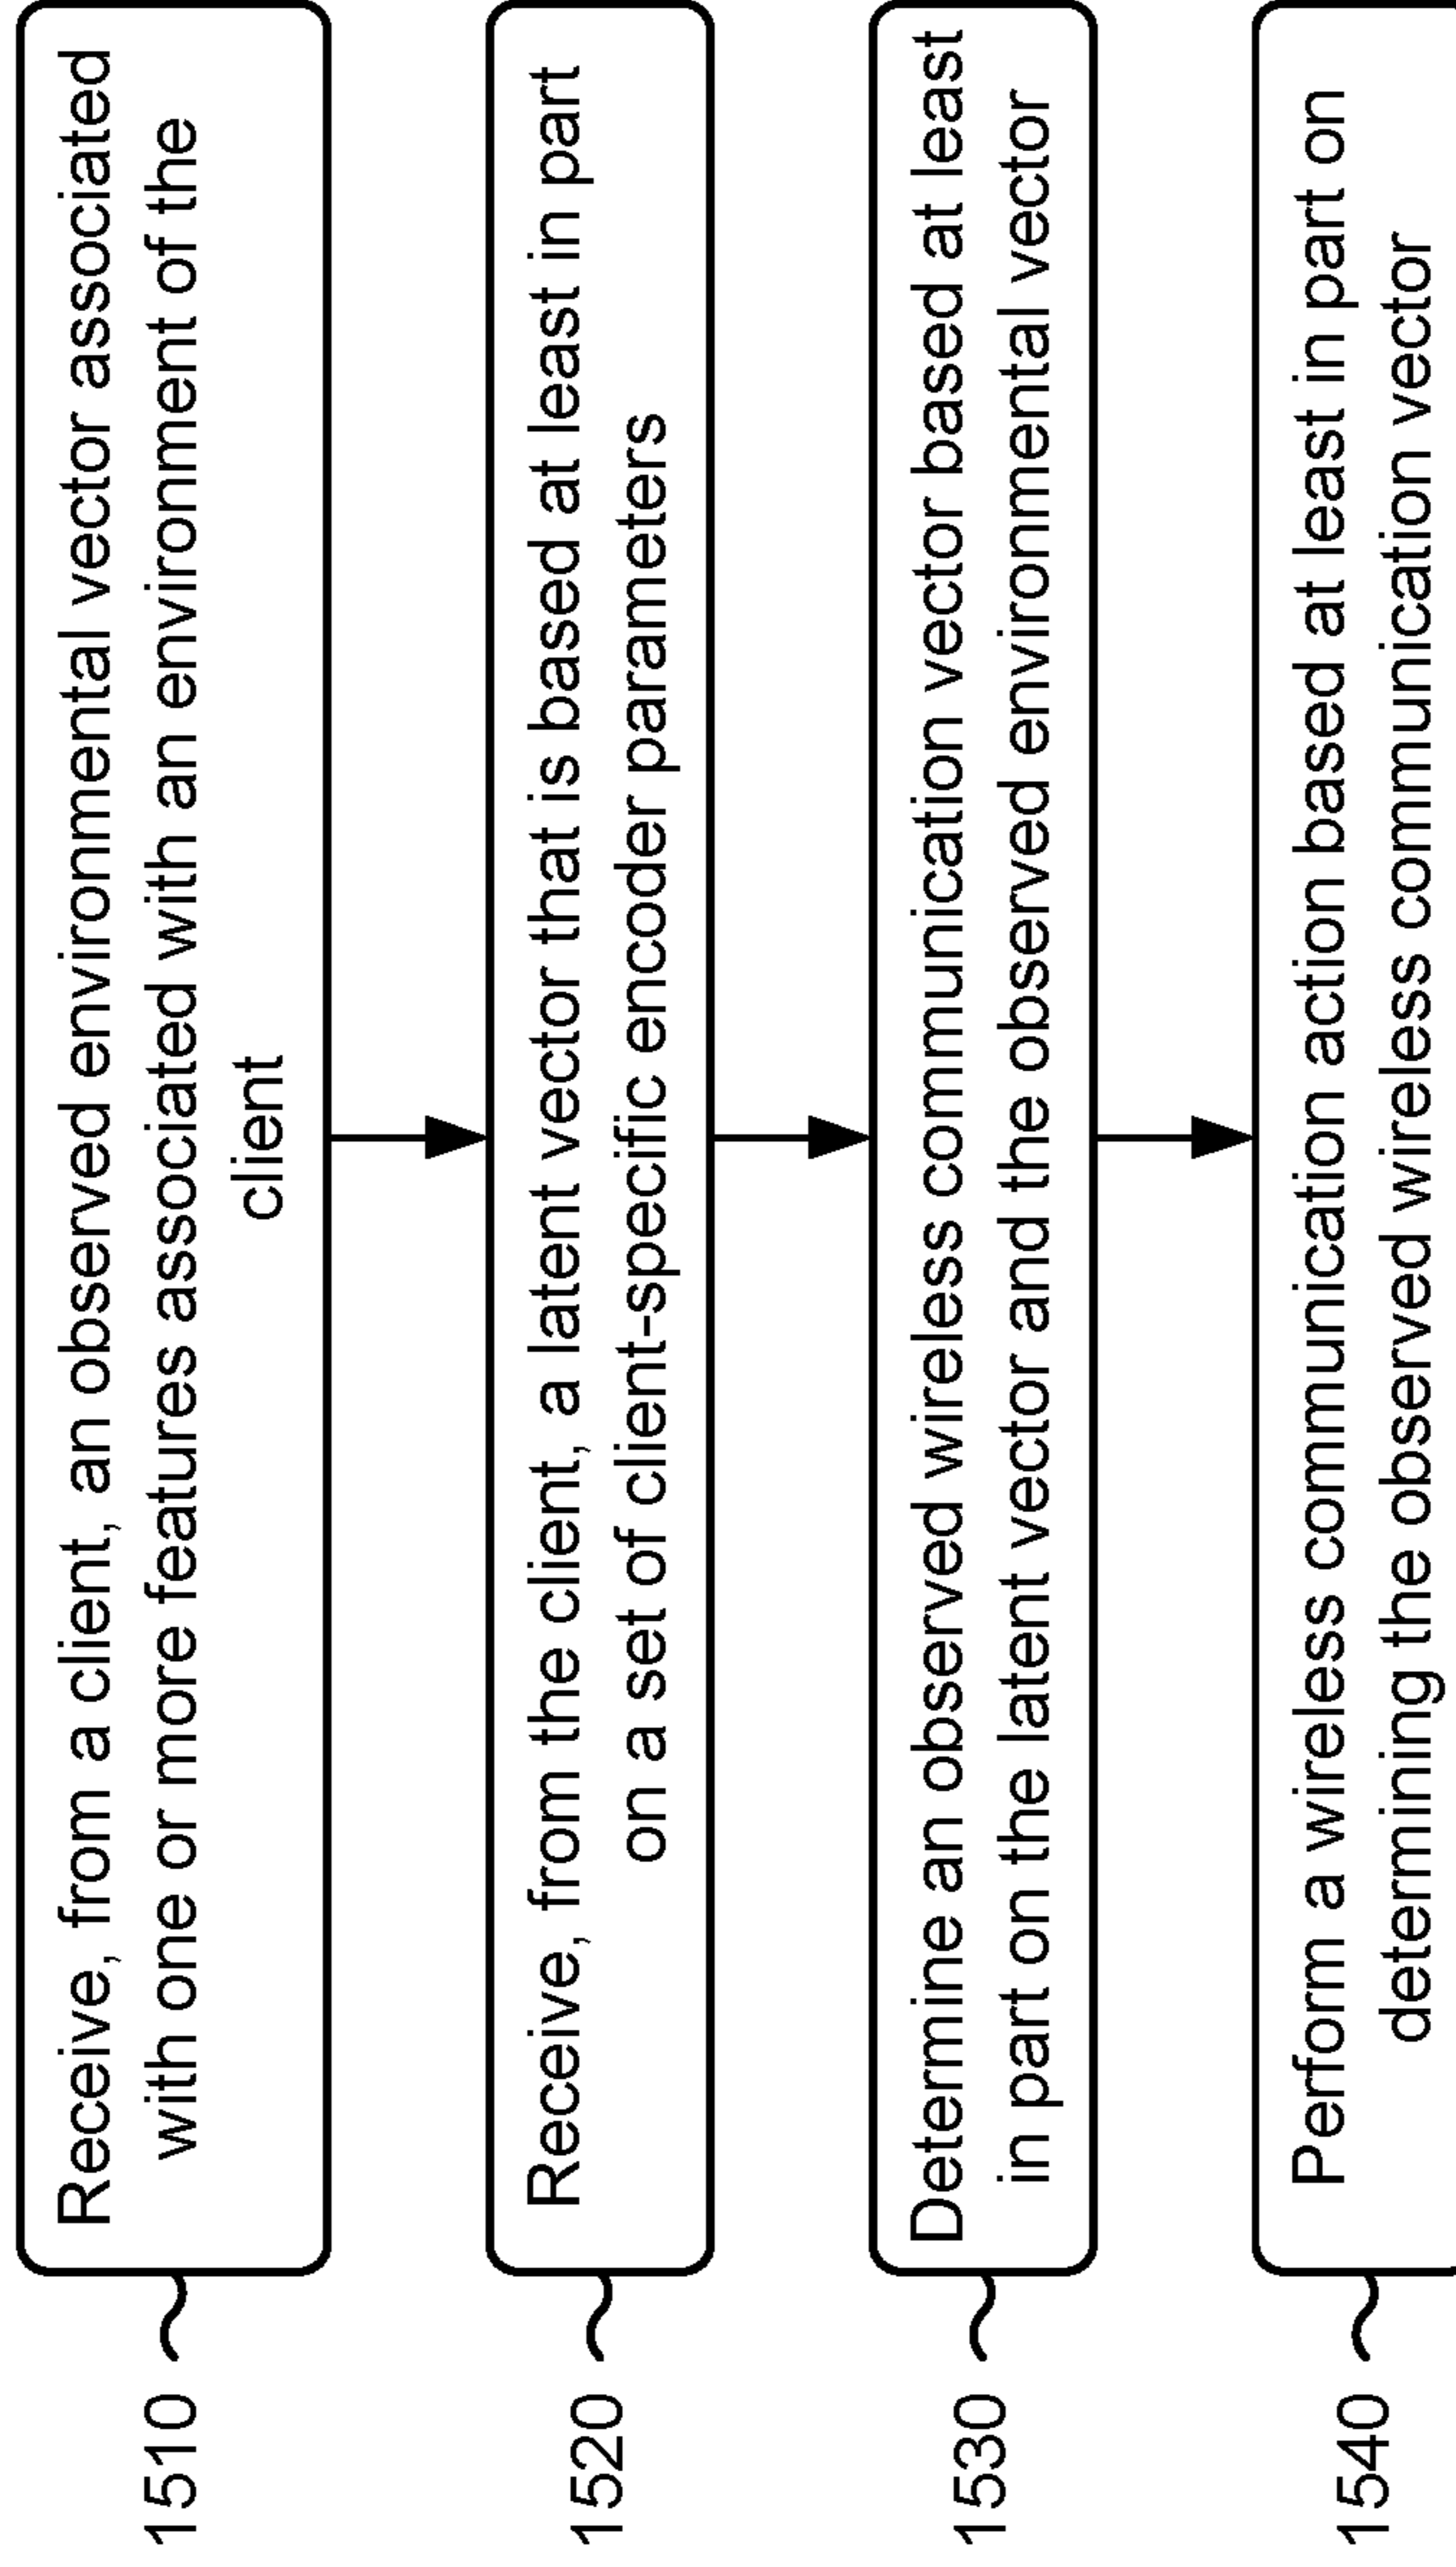 1510
Receive, from a client, an observed environmental vector associated
with one or more features associated with an environment of the
client
1520
Receive, from the client, a latent vector that is based at least in part
on a set of client-specific encoder parameters
1530
Determine an observed wireless communication vector based at least
in part on the latent vector and the observed environmental vector
1540
Perform a wireless communication action based at least in part on
determining the observed wireless communication vector